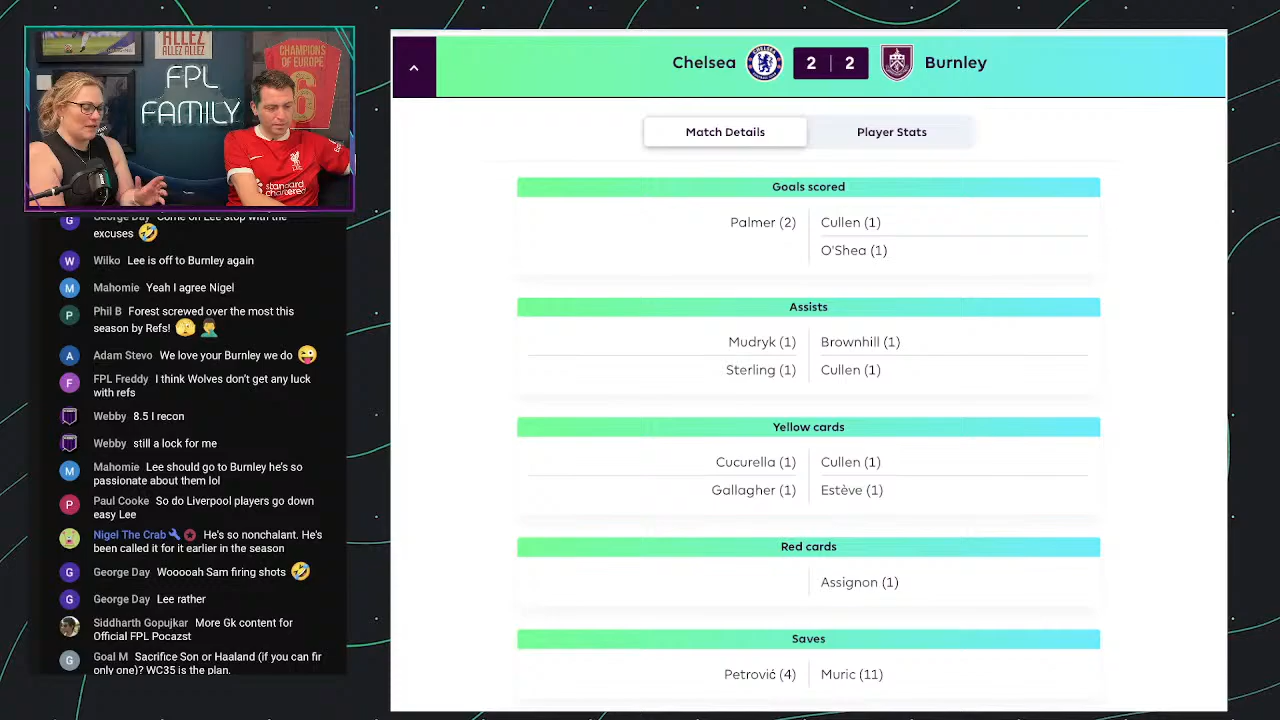 ALLEZ
ALLEZ ALLEZ
CHAMPIONS
OF EUROPE
6
FPL
FAMILY
standard
chartered
George Day Come on Lee stop with the
excuses 🤣
W Wilko Lee is off to Burnley again
M Mahomie Yeah I agree Nigel
P Phil B Forest screwed over the most this
season by Refs! 🫣 🤦‍♂️
A Adam Stevo We love your Burnley we do 😜
F FPL Freddy I think Wolves don't get any luck
with refs
Webby 8.5 I recon
Webby still a lock for me
M Mahomie Lee should go to Burnley he's so
passionate about them lol
P Paul Cooke So do Liverpool players go down
easy Lee
Nigel The Crab He's so nonchalant. He's
been called it for it earlier in the season
G George Day Wooooah Sam firing shots 🤣
G George Day Lee rather
Siddharth Gopujkar More Gk content for
Official FPL Pocazst
G Goal M Sacrifice Son or Haaland (if you can fir
only one)? WC35 is the plan.
Chelsea 2 | 2 Burnley
Match Details Player Stats
Goals scored
Palmer (2) Cullen (1)
O'Shea (1)
Assists
Mudryk (1) Brownhill (1)
Sterling (1) Cullen (1)
Yellow cards
Cucurella (1) Cullen (1)
Gallagher (1) Estève (1)
Red cards
Assignon (1)
Saves
Petrović (4) Muric (11)